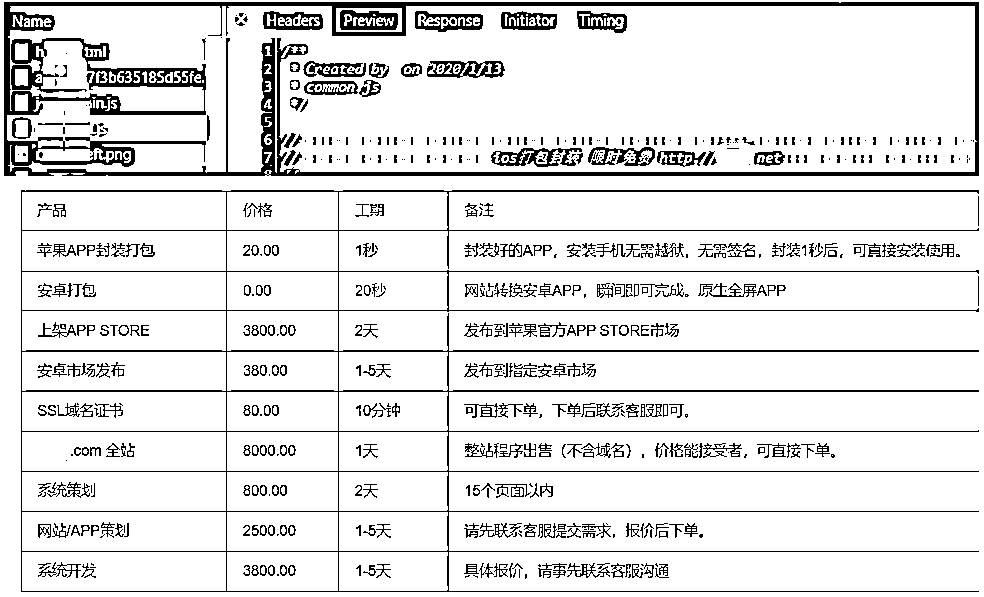 Name
Headers Preview Response Initiator Timing
1 /**
2 * Created by on 2020/1/13
3 * common.js
4 */
5
6 //
7 // ios打包封装 限时免费 http:// net
8 //
7f3b635185d55fe
in.js
.js
.png
产品 价格 工期 备注
苹果APP封装打包 20.00 1秒 封装好的APP，安装手机无需越狱，无需签名，封装1秒后，可直接安装使用。
安卓打包 0.00 20秒 网站转换安卓APP，瞬间即可完成。原生全屏APP
上架APP STORE 3800.00 2天 发布到苹果官方APP STORE市场
安卓市场发布 380.00 1-5天 发布到指定安卓市场
SSL域名证书 80.00 10分钟 可直接下单，下单后联系客服即可。
.com 全站 8000.00 1天 整站程序出售（不含域名），价格能接受者，可直接下单。
系统策划 800.00 2天 15个页面以内
网站/APP策划 2500.00 1-5天 请先联系客服提交需求，报价后下单。
系统开发 3800.00 1-5天 具体报价，请事先联系客服沟通